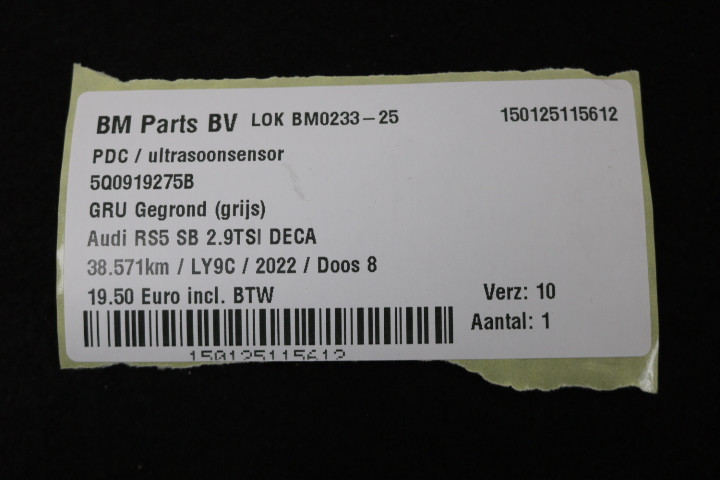 BM Parts BV LOK BM0233-25 150125115612
PDC / ultrasoonsensor
5Q0919275B
GRU Gegrond (grijs)
Audi RS5 SB 2.9TSI DECA
38.571km / LY9C / 2022 / Doos 8
19.50 Euro incl. BTW Verz: 10
Aantal: 1
150125115612